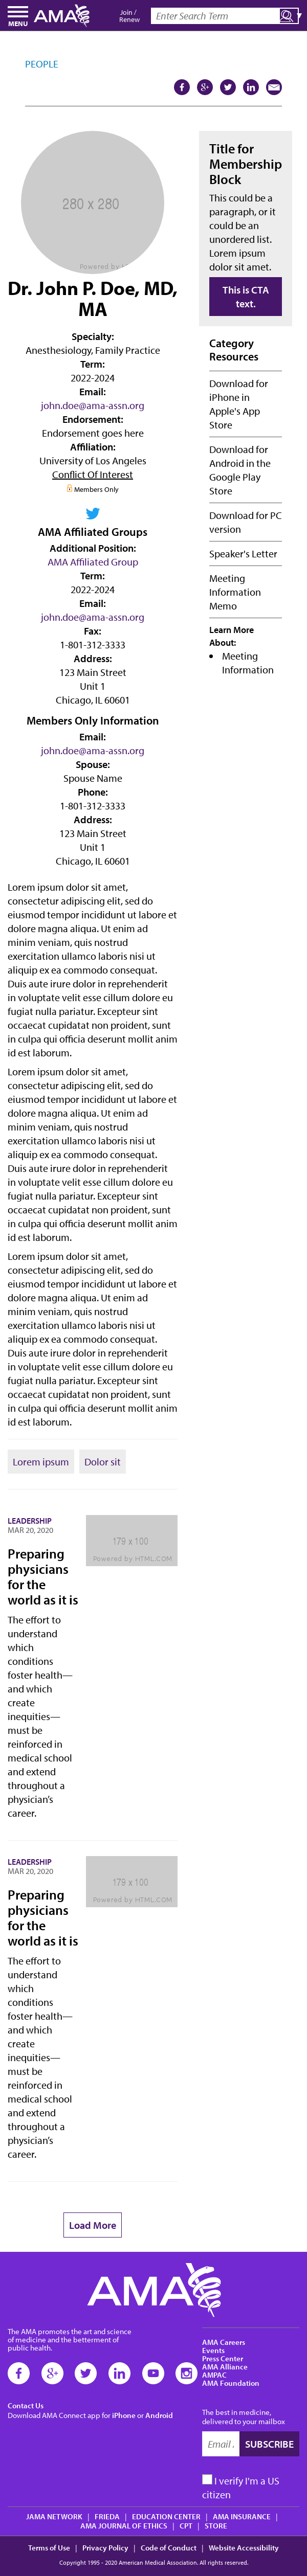 MENU
AMA
Join /
Renew
Enter Search Term
PEOPLE
280 x 280
Powered by
Dr. John P. Doe, MD,
MA
Specialty:
Anesthesiology, Family Practice
Term:
2022-2024
Email:
john.doe@ama-assn.org
Endorsement:
Endorsement goes here
Affiliation:
University of Los Angeles
Conflict Of Interest
Members Only
AMA Affiliated Groups
Additional Position:
AMA Affiliated Group
Term:
2022-2024
Email:
john.doe@ama-assn.org
Fax:
1-801-312-3333
Address:
123 Main Street
Unit 1
Chicago, IL 60601
Members Only Information
Email:
john.doe@ama-assn.org
Spouse:
Spouse Name
Phone:
1-801-312-3333
Address:
123 Main Street
Unit 1
Chicago, IL 60601
Lorem ipsum dolor sit amet,
consectetur adipiscing elit, sed do
eiusmod tempor incididunt ut labore et
dolore magna aliqua. Ut enim ad
minim veniam, quis nostrud
exercitation ullamco laboris nisi ut
aliquip ex ea commodo consequat.
Duis aute irure dolor in reprehenderit
in voluptate velit esse cillum dolore eu
fugiat nulla pariatur. Excepteur sint
occaecat cupidatat non proident, sunt
in culpa qui officia deserunt mollit anim
id est laborum.
Lorem ipsum dolor sit amet,
consectetur adipiscing elit, sed do
eiusmod tempor incididunt ut labore et
dolore magna aliqua. Ut enim ad
minim veniam, quis nostrud
exercitation ullamco laboris nisi ut
aliquip ex ea commodo consequat.
Duis aute irure dolor in reprehenderit
in voluptate velit esse cillum dolore eu
fugiat nulla pariatur. Excepteur sint
occaecat cupidatat non proident, sunt
in culpa qui officia deserunt mollit anim
id est laborum.
Lorem ipsum dolor sit amet,
consectetur adipiscing elit, sed do
eiusmod tempor incididunt ut labore et
dolore magna aliqua. Ut enim ad
minim veniam, quis nostrud
exercitation ullamco laboris nisi ut
aliquip ex ea commodo consequat.
Duis aute irure dolor in reprehenderit
in voluptate velit esse cillum dolore eu
fugiat nulla pariatur. Excepteur sint
occaecat cupidatat non proident, sunt
in culpa qui officia deserunt mollit anim
id est laborum.
Lorem ipsum
Dolor sit
LEADERSHIP
MAR 20, 2020
Preparing
physicians
for the
world as it is
The effort to
understand
which
conditions
foster health—
and which
create
inequities—
must be
reinforced in
medical school
and extend
throughout a
physician's
career.
179 x 100
Powered by HTML.COM
LEADERSHIP
MAR 20, 2020
Preparing
physicians
for the
world as it is
The effort to
understand
which
conditions
foster health—
and which
create
inequities—
must be
reinforced in
medical school
and extend
throughout a
physician's
career.
179 x 100
Powered by HTML.COM
Load More
Title for
Membership
Block
This could be a
paragraph, or it
could be an
unordered list.
Lorem ipsum
dolor sit amet.
This is CTA
text.
Category
Resources
Download for
iPhone in
Apple's App
Store
Download for
Android in the
Google Play
Store
Download for PC
version
Speaker's Letter
Meeting
Information
Memo
Learn More
About:
Meeting
Information
AMA
The AMA promotes the art and science
of medicine and the betterment of
public health.
Contact Us
Download AMA Connect app for iPhone or Android
AMA Careers
Events
Press Center
AMA Alliance
AMPAC
AMA Foundation
The best in medicine,
delivered to your mailbox
Email .
SUBSCRIBE
I verify I'm a US
citizen
JAMA NETWORK | FRIEDA | EDUCATION CENTER | AMA INSURANCE |
AMA JOURNAL OF ETHICS | CPT | STORE
Terms of Use | Privacy Policy | Code of Conduct | Website Accessibility
Copyright 1995 - 2020 American Medical Association. All rights reserved.